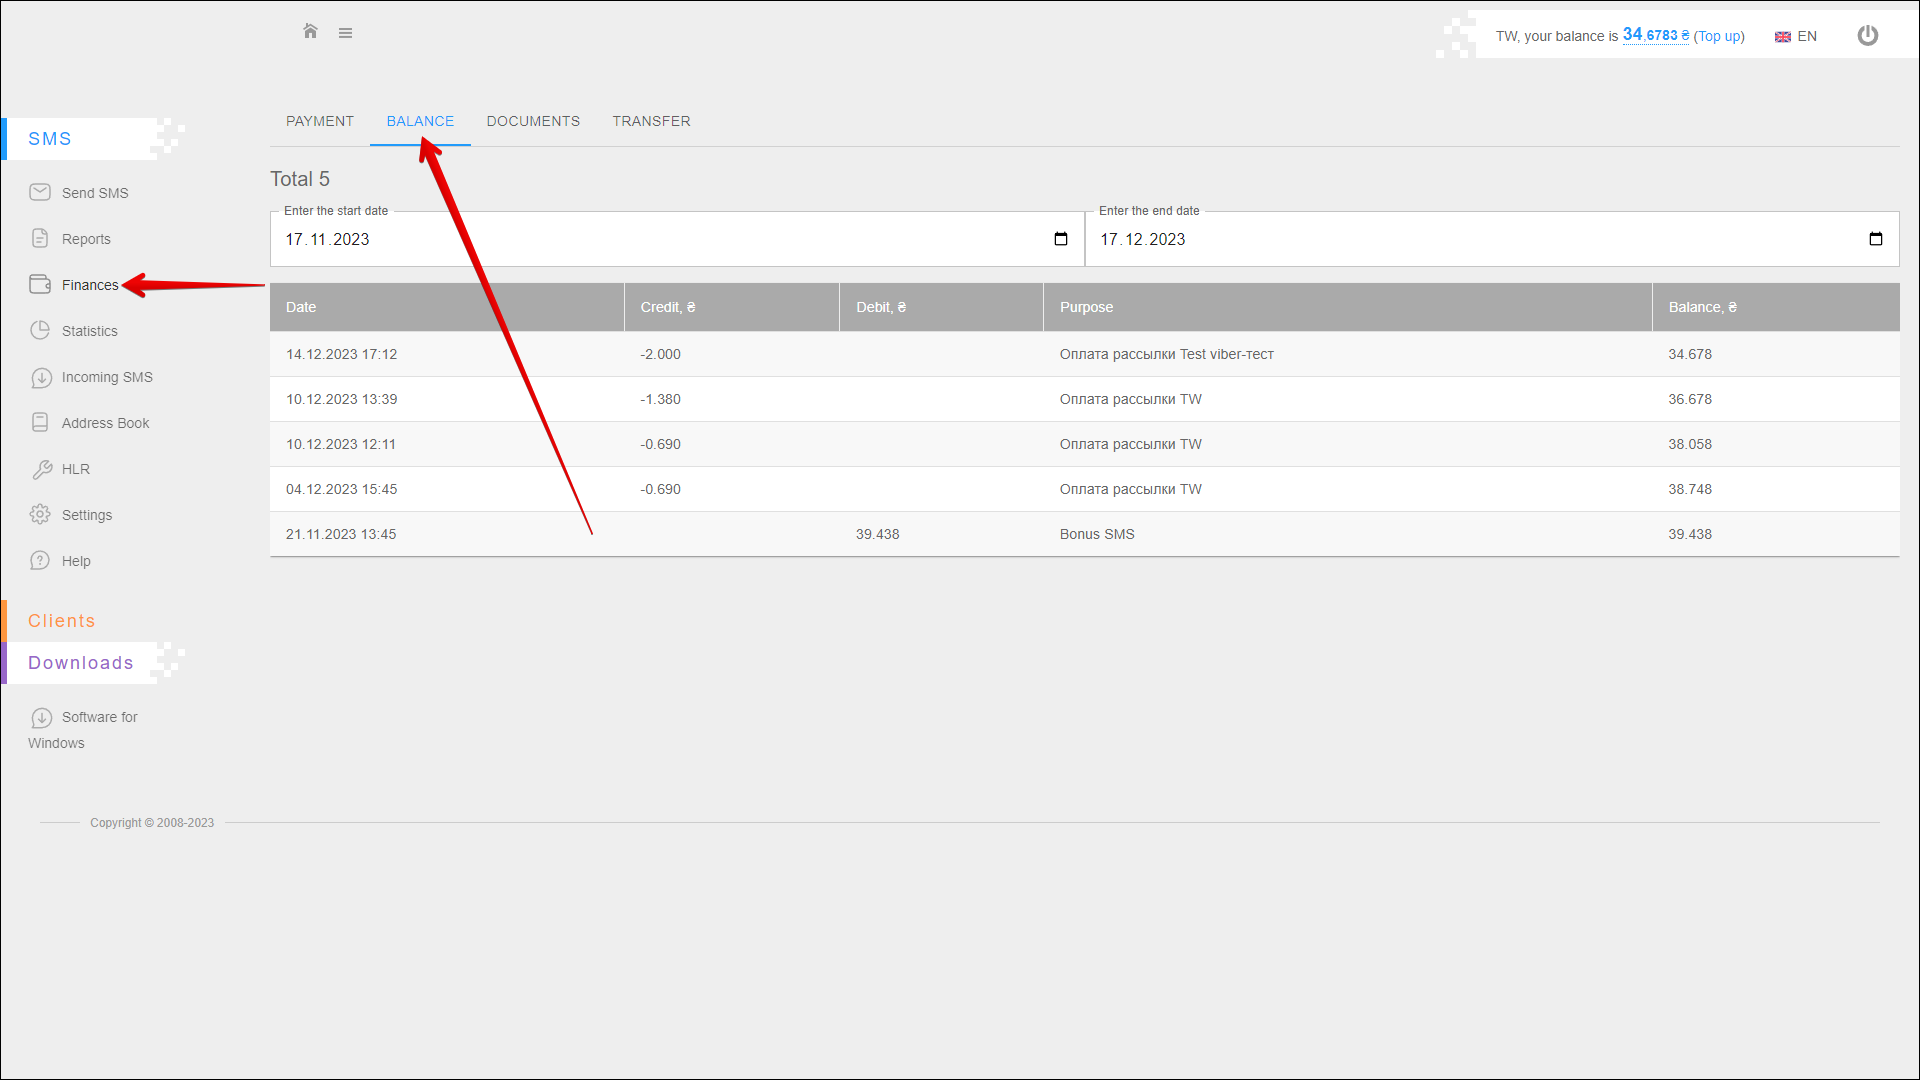 TW, your balance is 34,6783 ₴ (Top up) EN
SMS
Send SMS
Reports
Finances
Statistics
Incoming SMS
Address Book
HLR
Settings
Help
Clients
Downloads
Software for
Windows
PAYMENT BALANCE DOCUMENTS TRANSFER
Total 5
Enter the start date Enter the end date
17.11.2023 17.12.2023
Date Credit, ₴ Debit, ₴ Purpose Balance, ₴
14.12.2023 17:12 -2.000 Оплата рассылки Test viber-тест 34.678
10.12.2023 13:39 -1.380 Оплата рассылки TW 36.678
10.12.2023 12:11 -0.690 Оплата рассылки TW 38.058
04.12.2023 15:45 -0.690 Оплата рассылки TW 38.748
21.11.2023 13:45 39.438 Bonus SMS 39.438
Copyright © 2008-2023